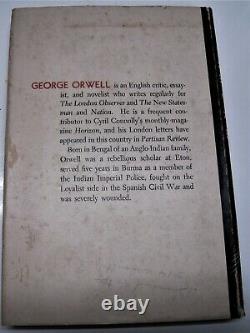 GEORGE ORWELL is an English critic, essay-
ist, and novelist who writes regularly for
The London Observer and The New States-
man and Nation. He is a frequent con-
tributor to Cyril Connolly's monthly-maga-
zine Horizon, and his London letters have
appeared in this country in Partisan Review.
Born in Bengal of an Anglo-Indian family,
Orwell was a rebellious scholar at Eton,
served five years in Burma as a member of
the Indian Imperial Police, fought on the
Loyalist side in the Spanish Civil War and
was severely wounded.